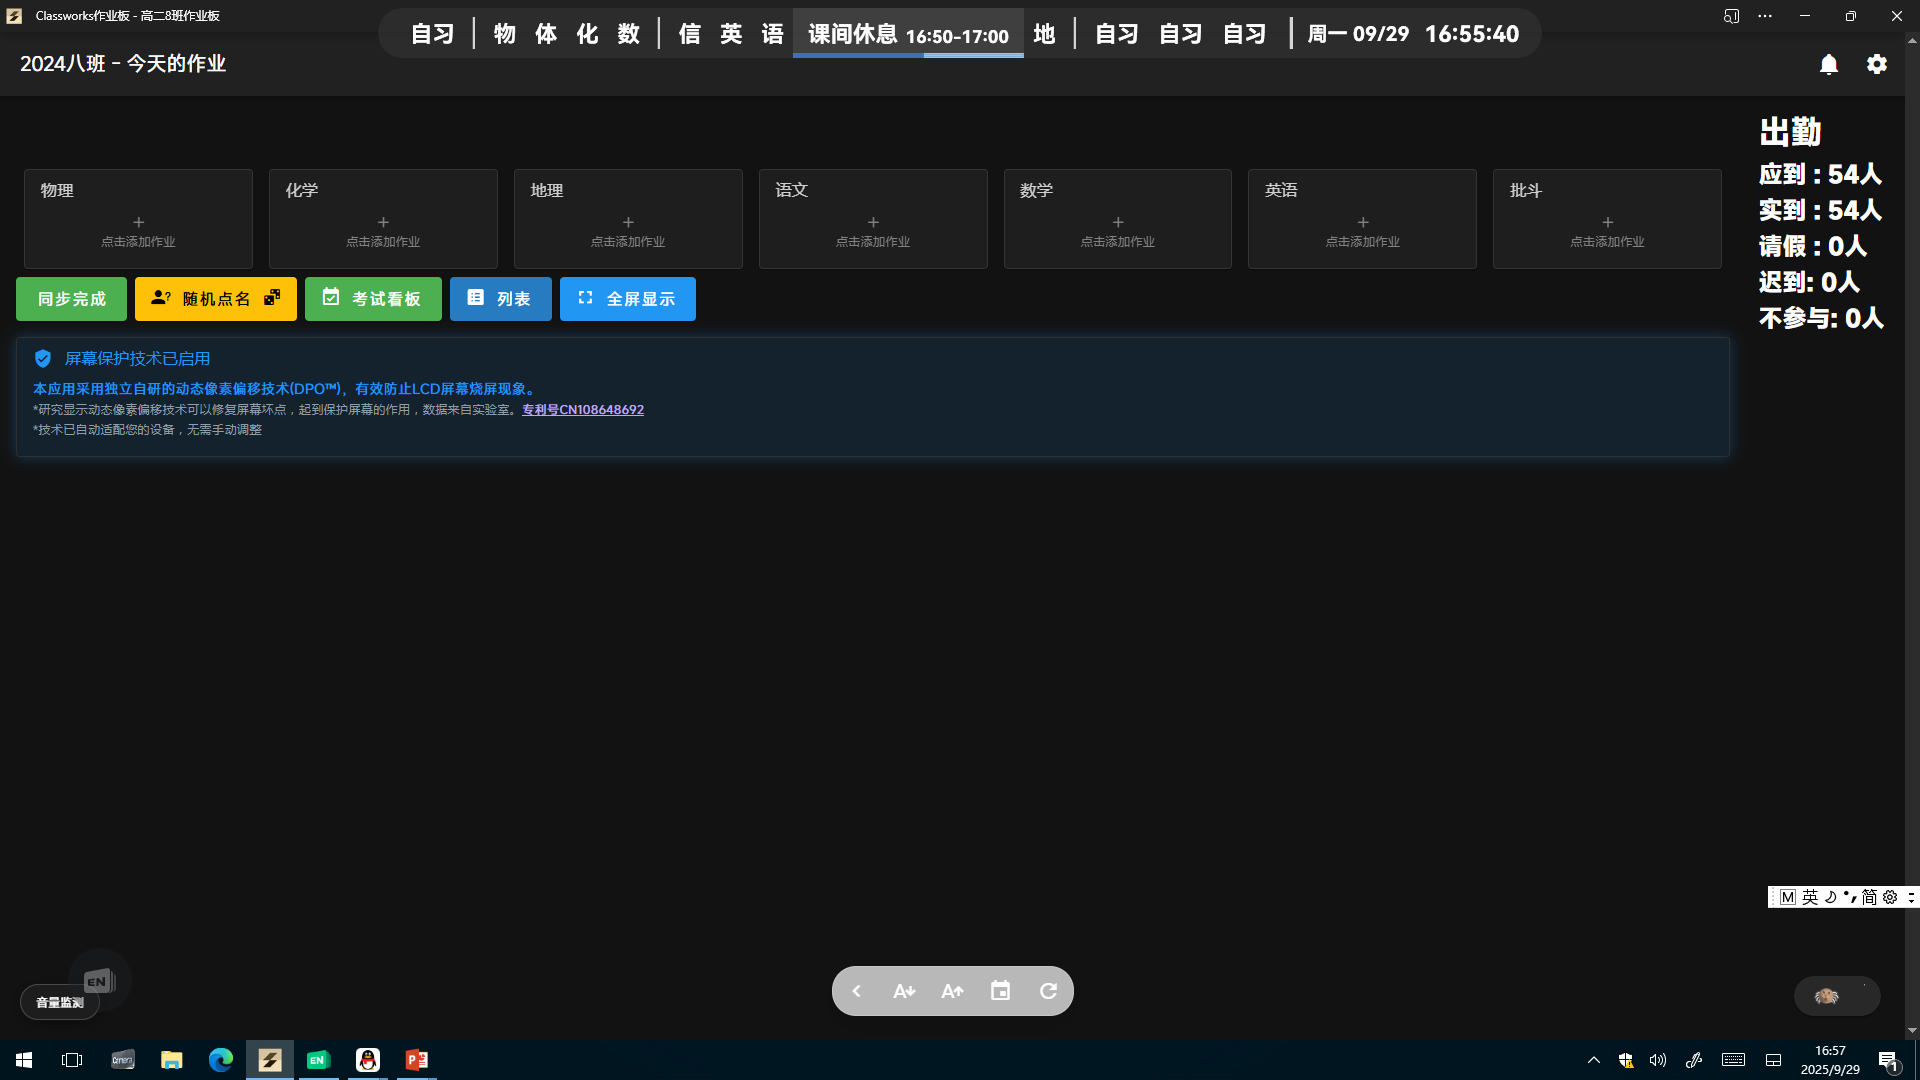 Classworks作业板 - 高二8班作业板
自习 | 物 体 化 数 | 信 英 语 课间休息 16:50-17:00 地 | 自习 自习 自习 | 周一 09/29 16:55:40
2024八班 - 今天的作业
出勤
应到 : 54人
实到 : 54人
请假 : 0人
迟到: 0人
不参与: 0人
物理
点击添加作业
化学
点击添加作业
地理
点击添加作业
语文
点击添加作业
数学
点击添加作业
英语
点击添加作业
批斗
点击添加作业
同步完成
随机点名
考试看板
列表
全屏显示
屏幕保护技术已启用
本应用采用独立自研的动态像素偏移技术(DPO™)，有效防止LCD屏幕烧屏现象。
*研究显示动态像素偏移技术可以修复屏幕坏点，起到保护屏幕的作用，数据来自实验室。专利号CN108648692
*技术已自动适配您的设备，无需手动调整
M 英 简
EN
音量监测
A A
EN
16:57
2025/9/29
1